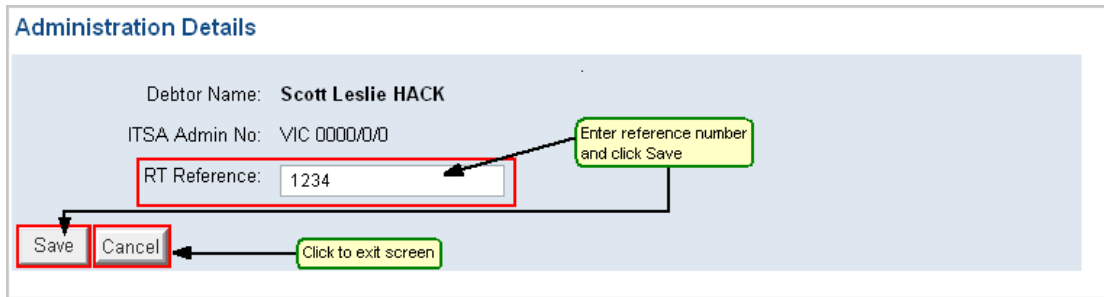 Administration Details
Debtor Name: Scott Leslie HACK
ITSA Admin No: VIC 0000/0/0
Enter reference number
and click Save
RT Reference: 1234
Save Cancel
Click to exit screen